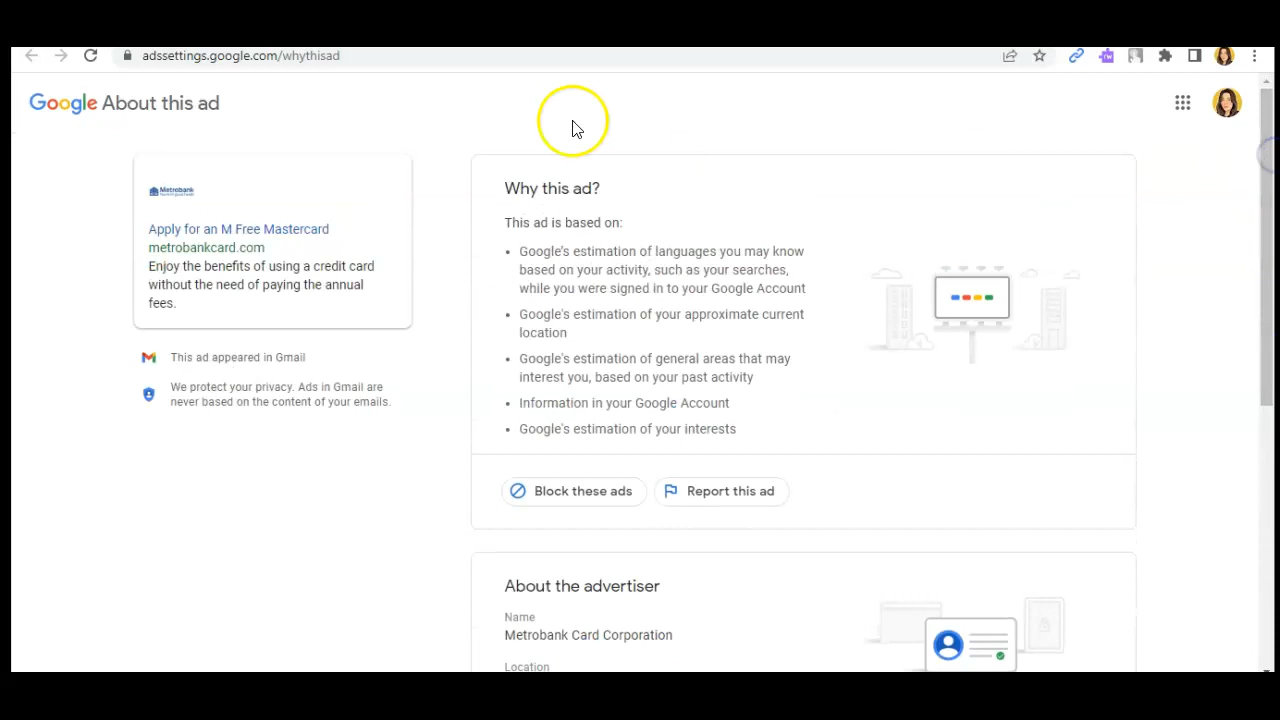 adssettings.google.com/whythisad
Google About this ad
Metrobank
Apply for an M Free Mastercard
metrobankcard.com
Enjoy the benefits of using a credit card
without the need of paying the annual
fees.
This ad appeared in Gmail
We protect your privacy. Ads in Gmail are
never based on the content of your emails.
Why this ad?
This ad is based on:
• Google's estimation of languages you may know
based on your activity, such as your searches,
while you were signed in to your Google Account
• Google's estimation of your approximate current
location
• Google's estimation of general areas that may
interest you, based on your past activity
• Information in your Google Account
• Google's estimation of your interests
Block these ads
Report this ad
About the advertiser
Name
Metrobank Card Corporation
Location